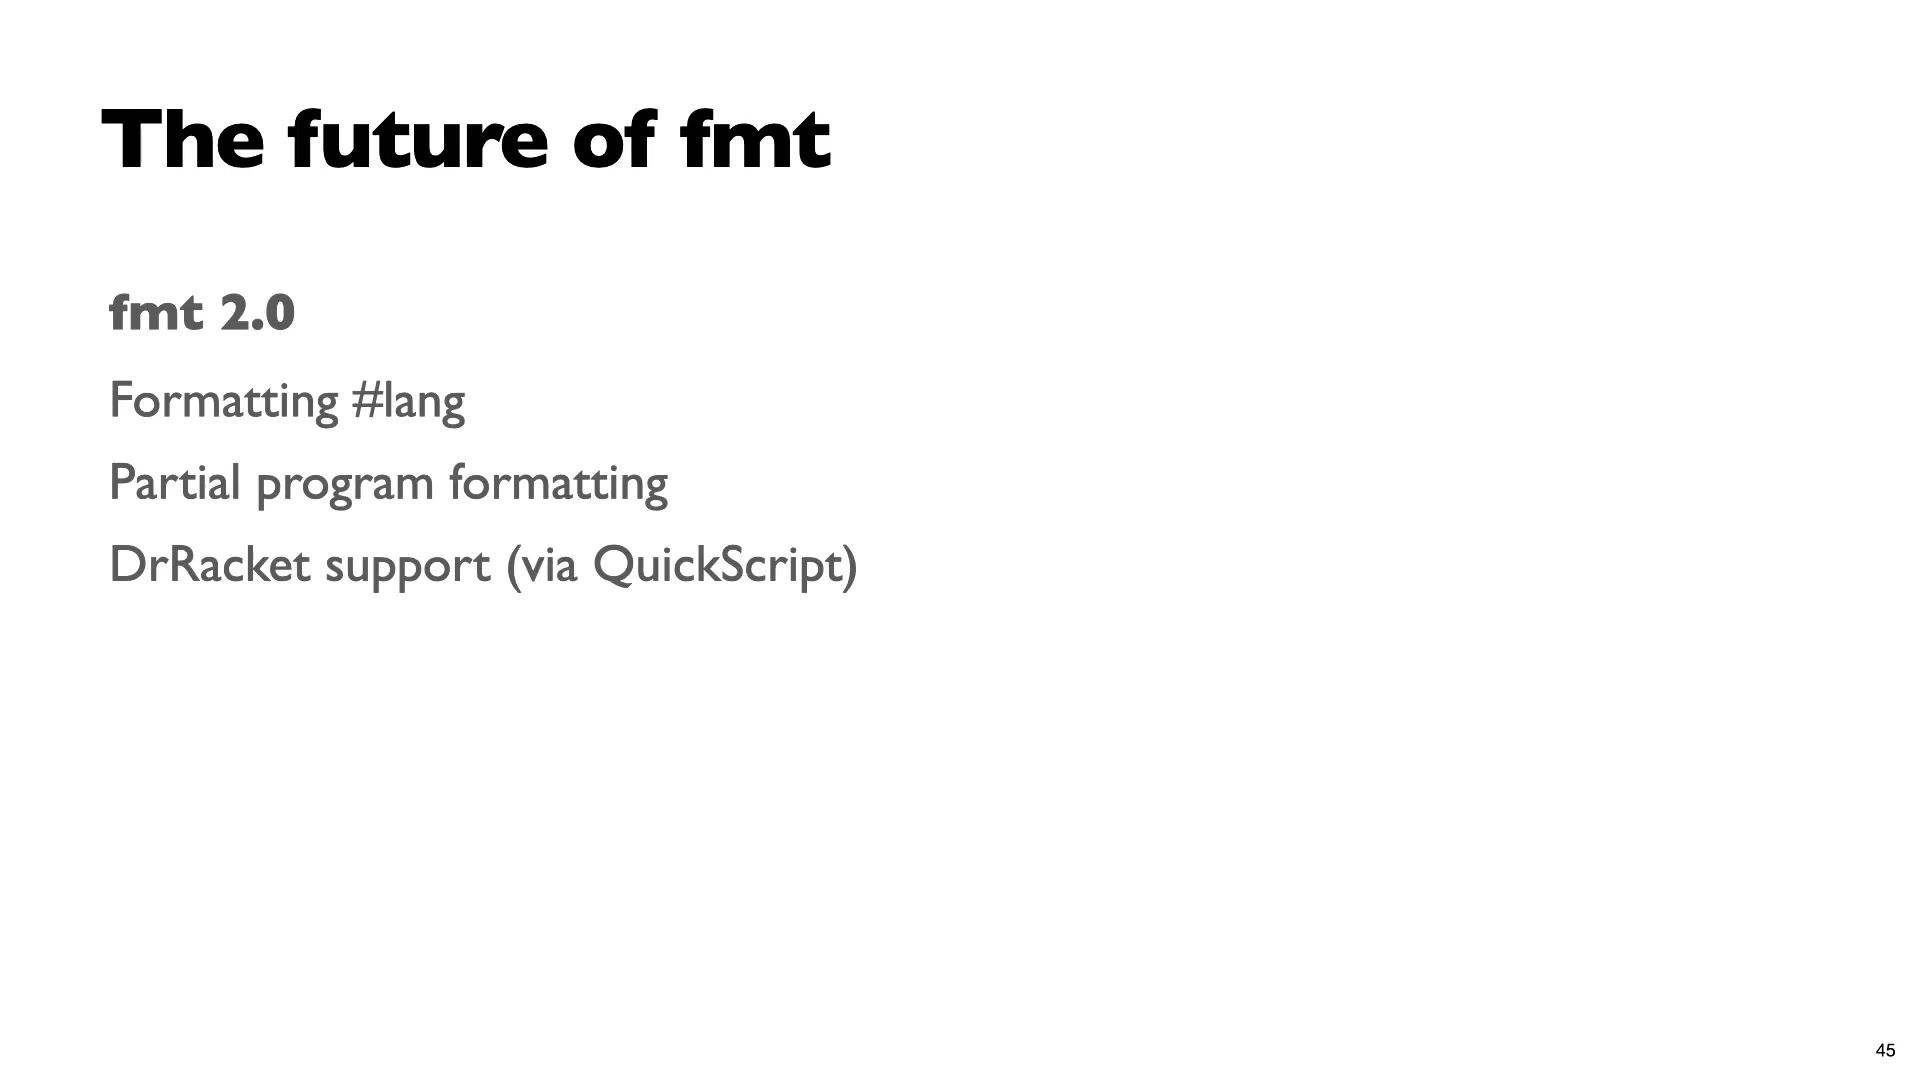 The future of fmt
fmt 2.0
Formatting #lang
Partial program formatting
DrRacket support (via QuickScript)
45